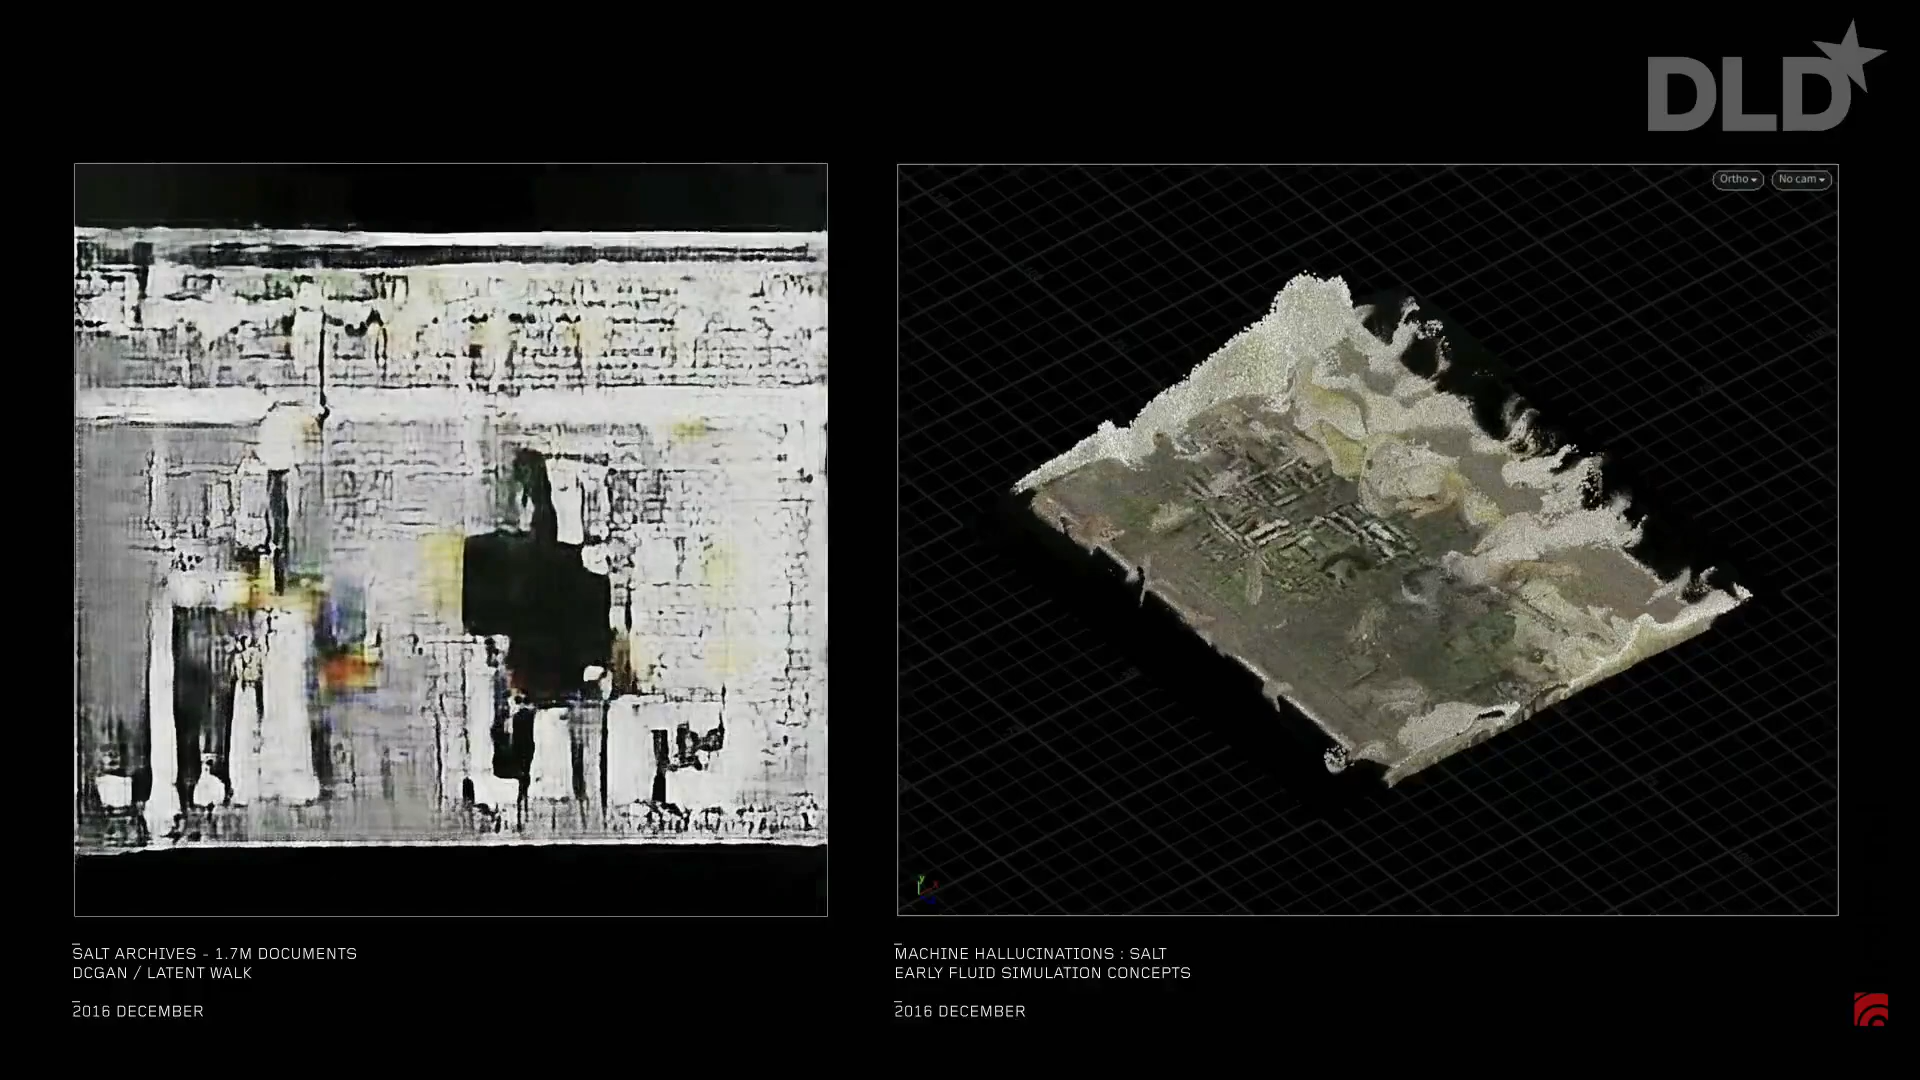 DLD
Ortho
No cam
SALT ARCHIVES - 1.7M DOCUMENTS
DCGAN / LATENT WALK
2016 DECEMBER
MACHINE HALLUCINATIONS : SALT
EARLY FLUID SIMULATION CONCEPTS
2016 DECEMBER